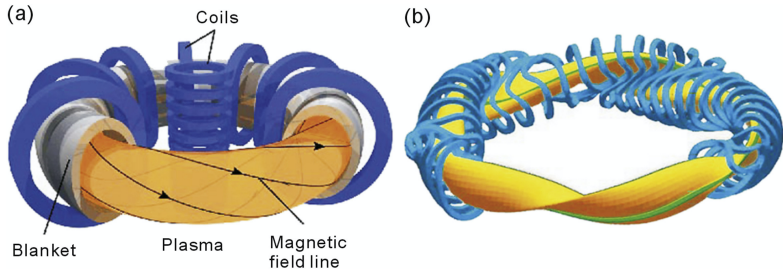 (a)
Coils
Blanket
Plasma
Magnetic
field line
(b)